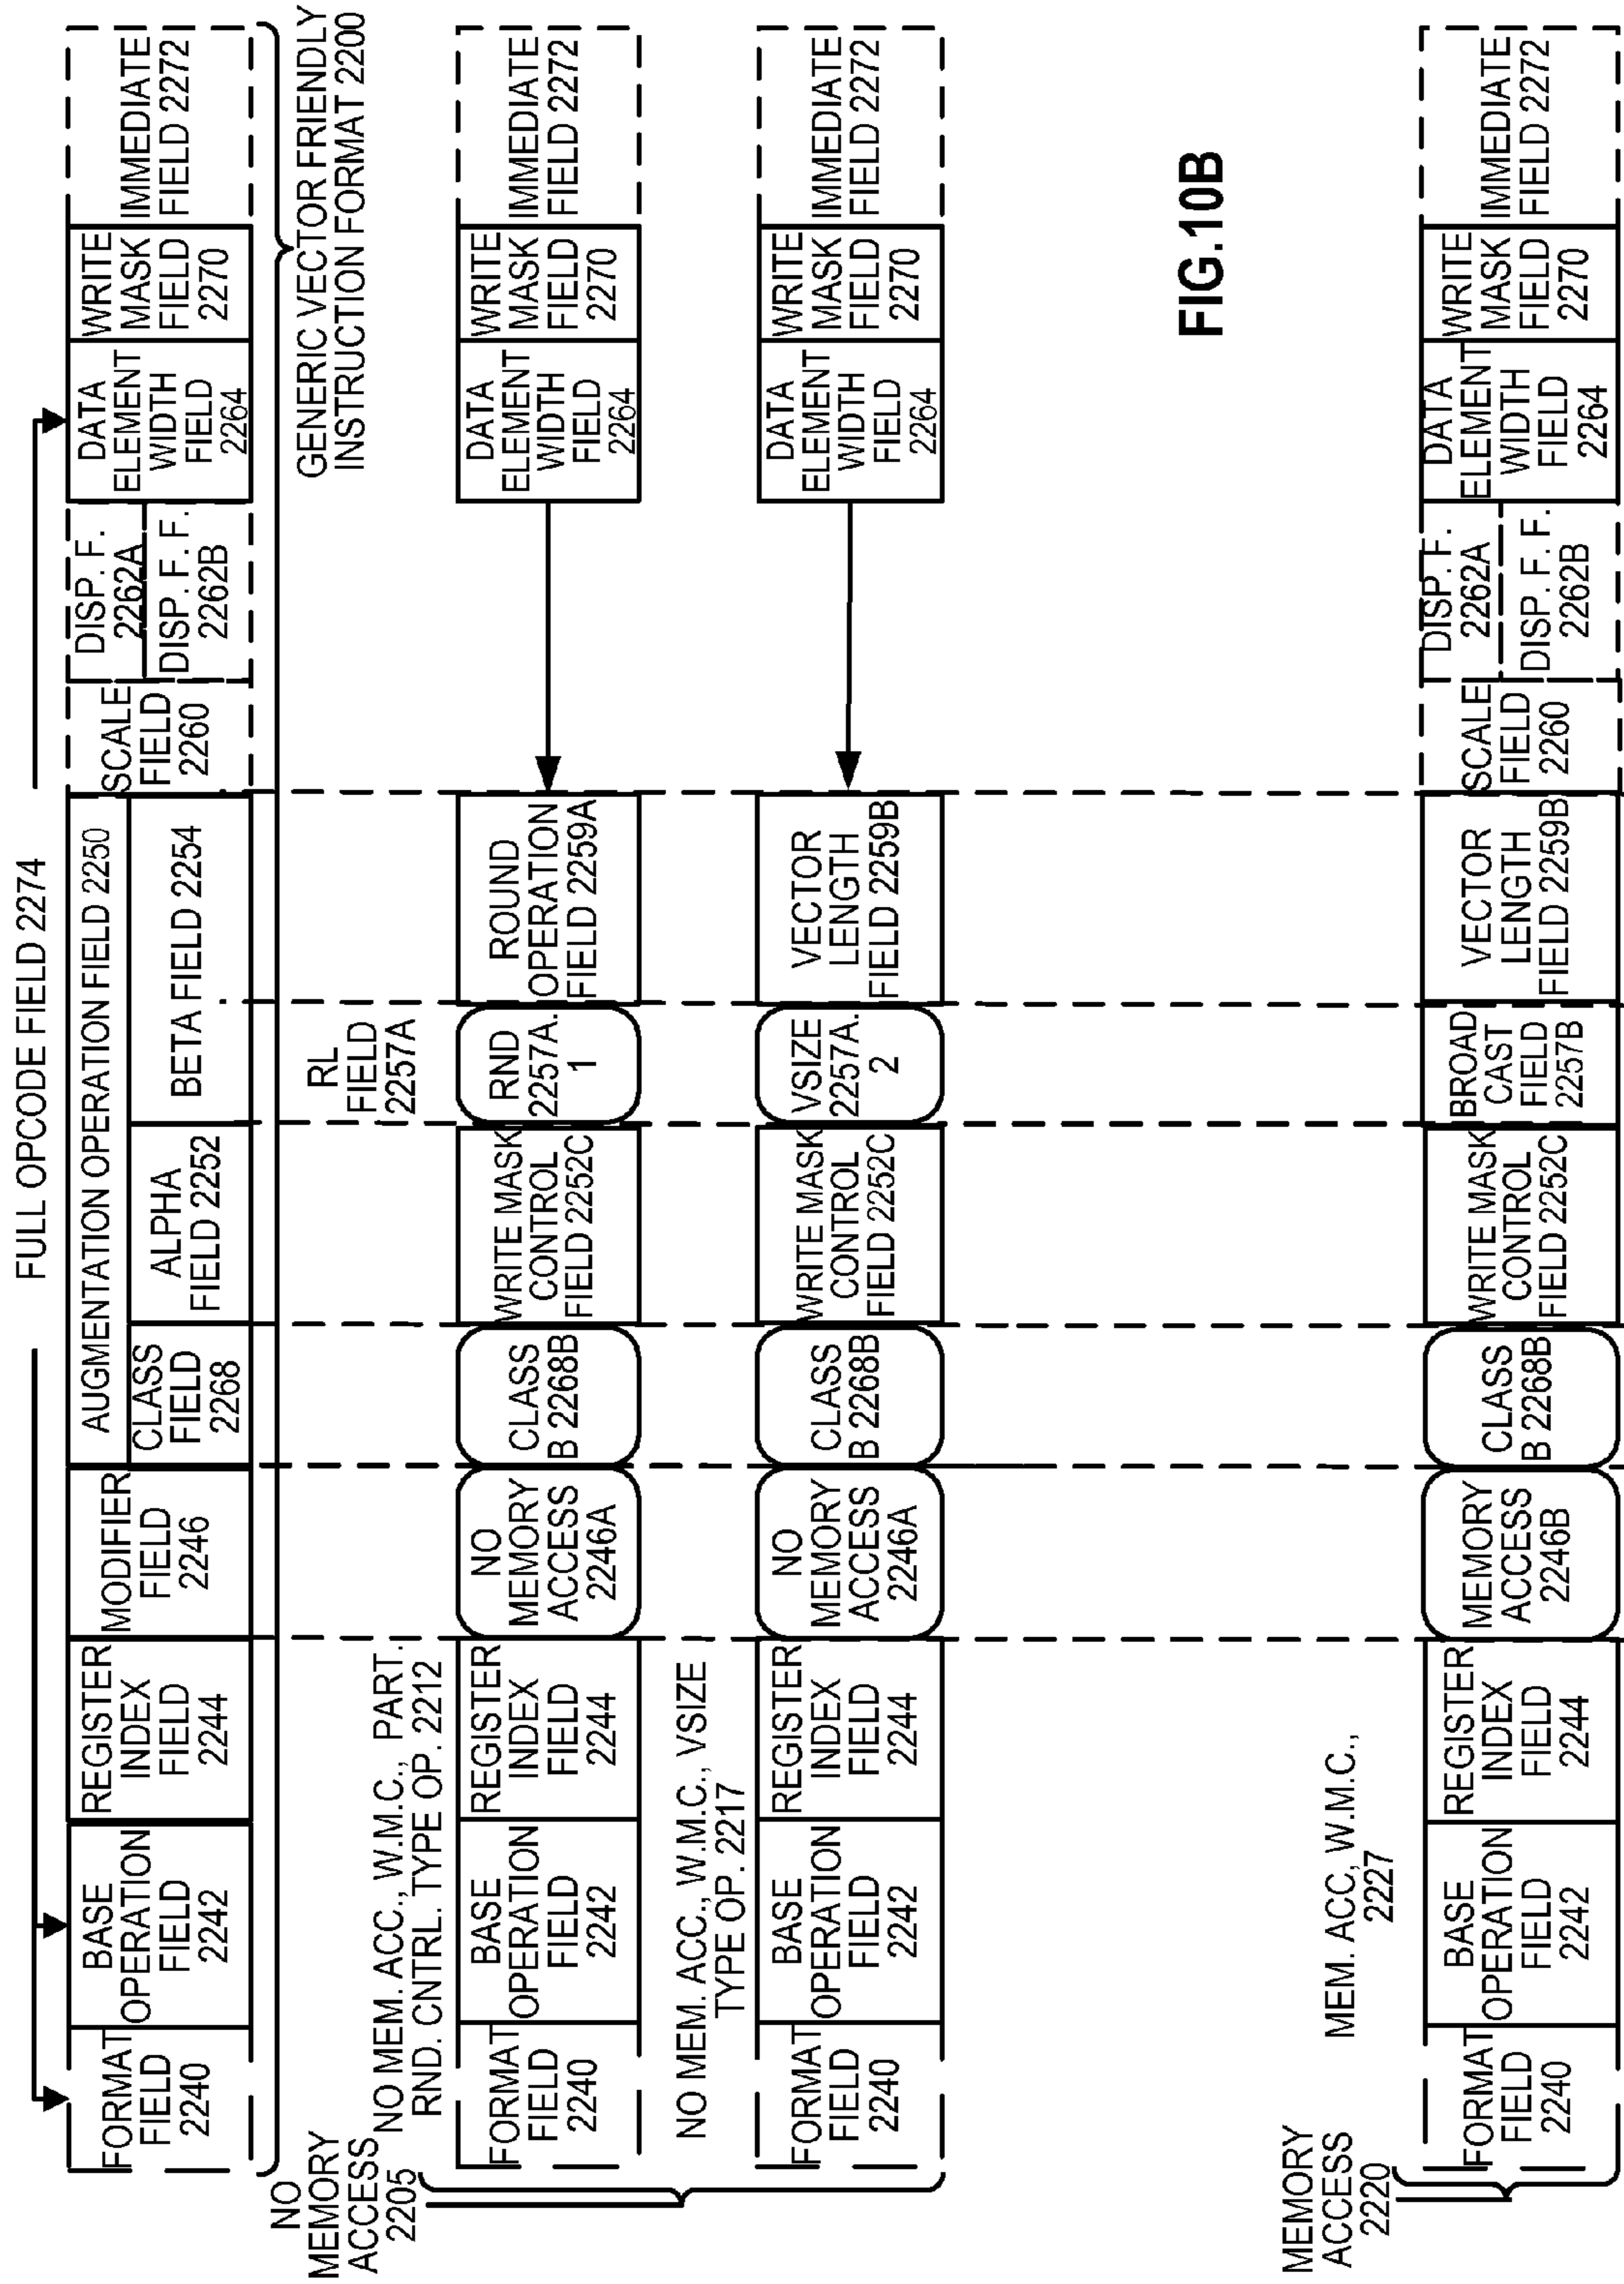 FULL OPCODE FIELD 2274
FORMAT
FIELD
2240
BASE
OPERATION
FIELD
2242
REGISTER
INDEX
FIELD
2244
MODIFIER
FIELD
2246
AUGMENTATION OPERATION FIELD 2250
CLASS
FIELD
2268
ALPHA
FIELD 2252
BETA FIELD 2254
SCALE
FIELD
2260
DISP. F.
2262A
DISP. F. F.
2262B
DATA
ELEMENT
WIDTH
FIELD
2264
WRITE
MASK
FIELD
2270
IMMEDIATE
FIELD 2272
GENERIC VECTOR FRIENDLY
INSTRUCTION FORMAT 2200
NO
MEMORY
ACCESS
2205
NO MEM. ACC., W.M.C., PART.
RND. CNTRL. TYPE OP. 2212
RL
FIELD
2257A
FORMAT
FIELD
2240
BASE
OPERATION
FIELD
2242
REGISTER
INDEX
FIELD
2244
NO
MEMORY
ACCESS
2246A
CLASS
B 2268B
WRITE MASK
CONTROL
FIELD 2252C
RND
2257A.
1
ROUND
OPERATION
FIELD 2259A
DATA
ELEMENT
WIDTH
FIELD
2264
WRITE
MASK
FIELD
2270
IMMEDIATE
FIELD 2272
NO MEM. ACC., W.M.C., VSIZE
TYPE OP. 2217
FORMAT
FIELD
2240
BASE
OPERATION
FIELD
2242
REGISTER
INDEX
FIELD
2244
NO
MEMORY
ACCESS
2246A
CLASS
B 2268B
WRITE MASK
CONTROL
FIELD 2252C
VSIZE
2257A.
2
VECTOR
LENGTH
FIELD 2259B
DATA
ELEMENT
WIDTH
FIELD
2264
WRITE
MASK
FIELD
2270
IMMEDIATE
FIELD 2272
FIG.10B
MEMORY
ACCESS
2220
MEM. ACC, W.M.C.,
2227
FORMAT
FIELD
2240
BASE
OPERATION
FIELD
2242
REGISTER
INDEX
FIELD
2244
MEMORY
ACCESS
2246B
CLASS
B 2268B
WRITE MASK
CONTROL
FIELD 2252C
BROAD
CAST
FIELD
2257B
VECTOR
LENGTH
FIELD 2259B
SCALE
FIELD
2260
DISP. F.
2262A
DISP. F. F.
2262B
DATA
ELEMENT
WIDTH
FIELD
2264
WRITE
MASK
FIELD
2270
IMMEDIATE
FIELD 2272